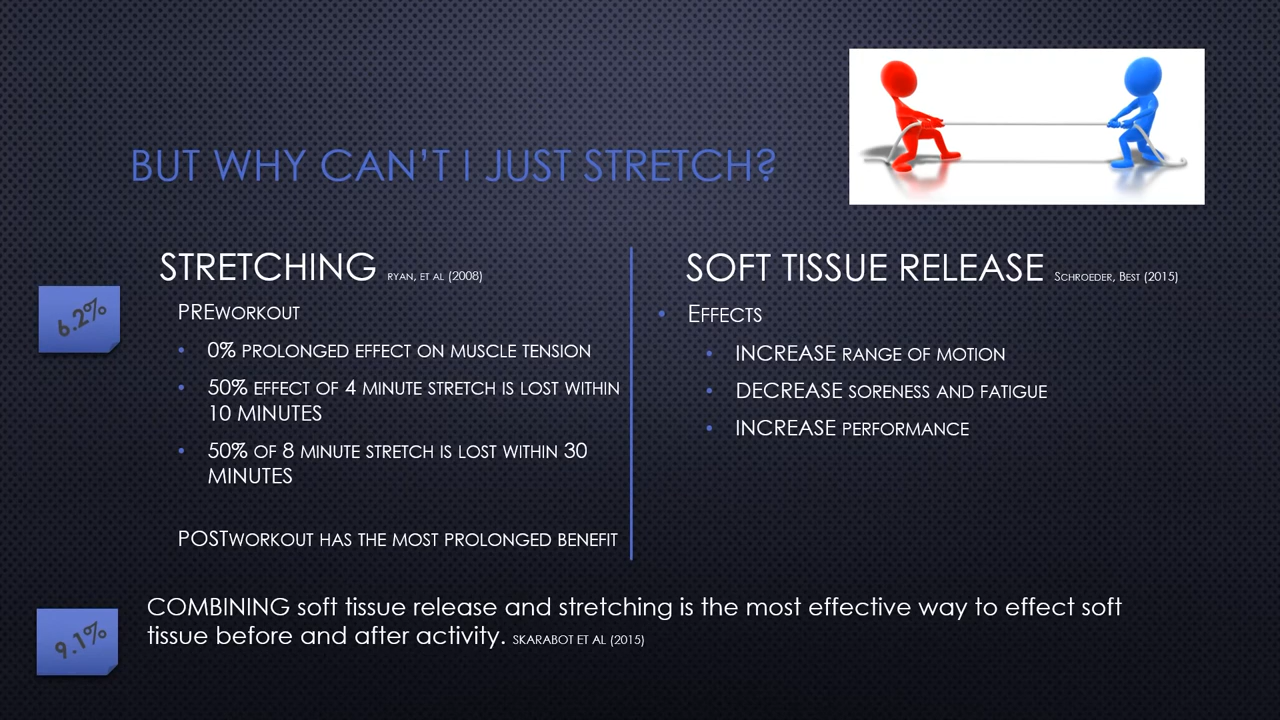 BUT WHY CAN'T I JUST STRETCH?
STRETCHING RYAN, ET AL (2008)
6.2%
PREWORKOUT
• 0% PROLONGED EFFECT ON MUSCLE TENSION
• 50% EFFECT OF 4 MINUTE STRETCH IS LOST WITHIN
10 MINUTES
• 50% OF 8 MINUTE STRETCH IS LOST WITHIN 30
MINUTES
POSTWORKOUT HAS THE MOST PROLONGED BENEFIT
SOFT TISSUE RELEASE SCHROEDER, BEST (2015)
• EFFECTS
• INCREASE RANGE OF MOTION
• DECREASE SORENESS AND FATIGUE
• INCREASE PERFORMANCE
9.1%
COMBINING soft tissue release and stretching is the most effective way to effect soft
tissue before and after activity. SKARABOT ET AL (2015)